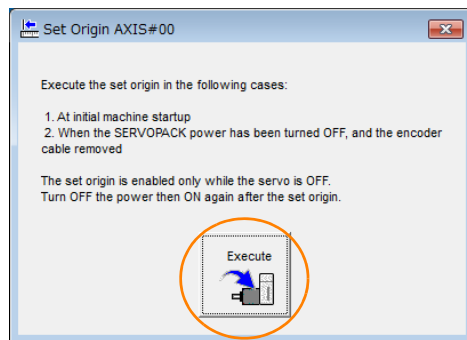 Set Origin AXIS#00
Execute the set origin in the following cases:
1. At initial machine startup
2. When the SERVOPACK power has been turned OFF, and the encoder
cable removed
The set origin is enabled only while the servo is OFF.
Turn OFF the power then ON again after the set origin.
Execute